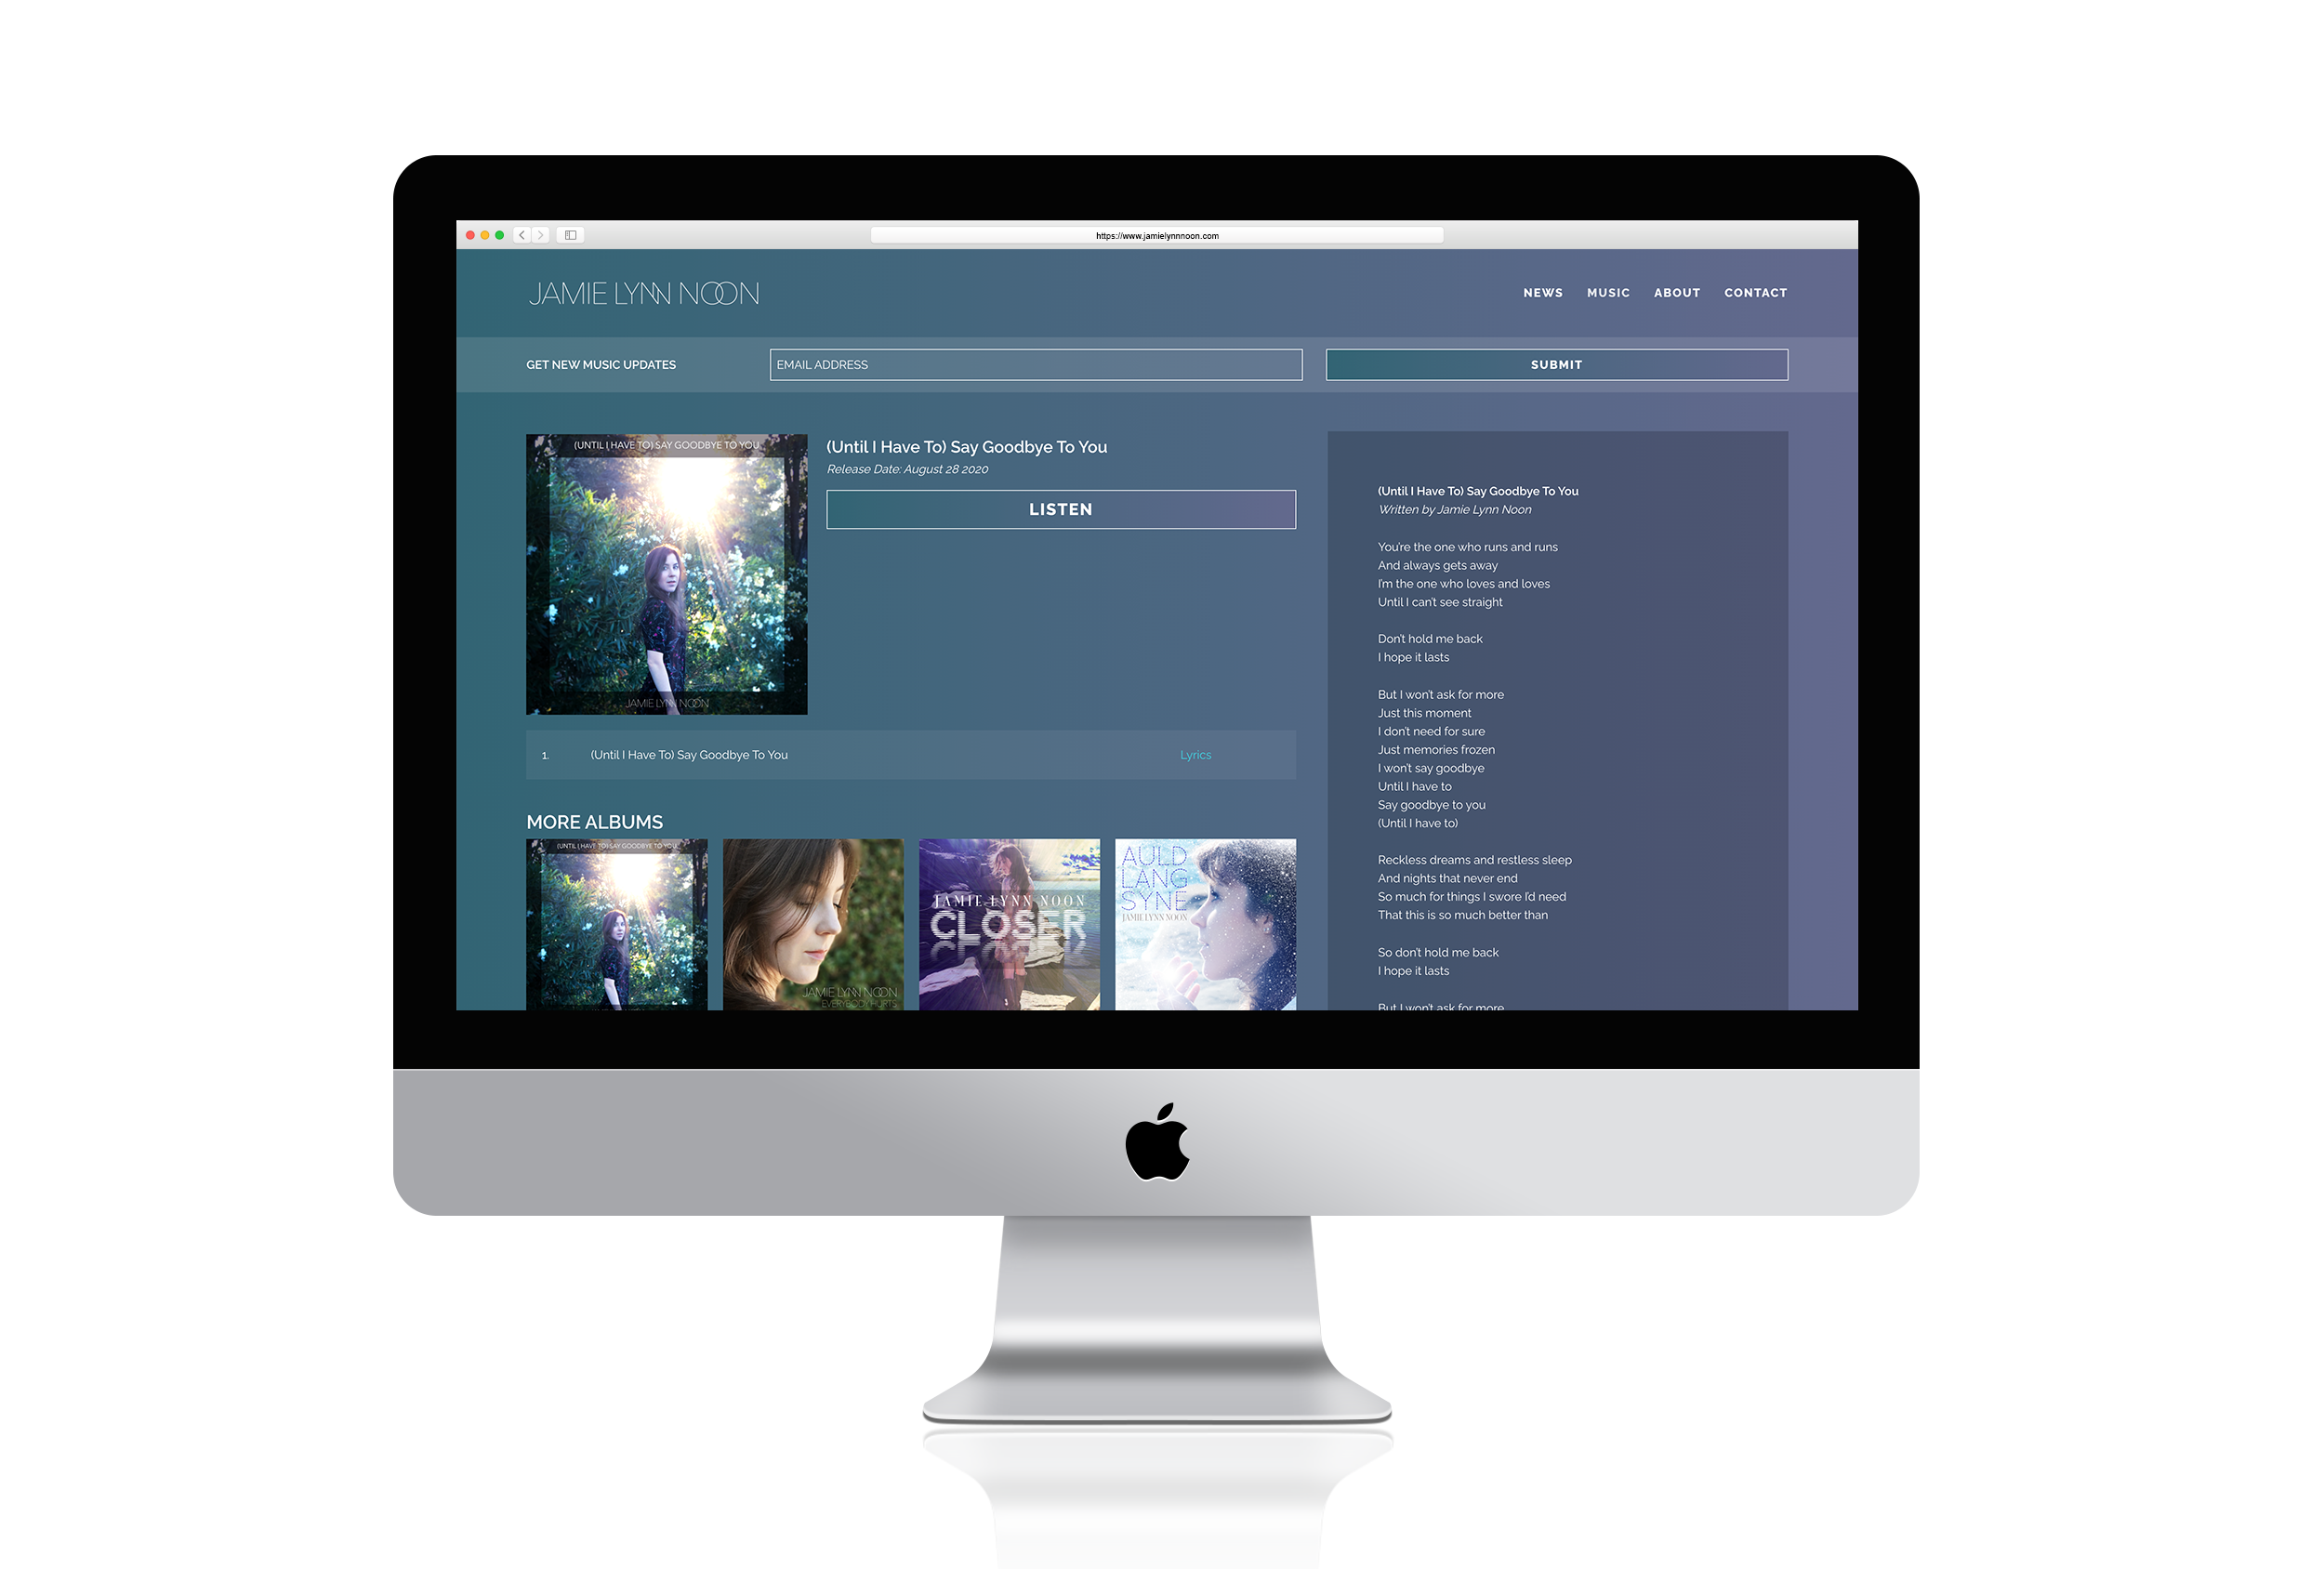 https://www.jamielynnnoon.com
JAMIE LYNN NOON
NEWS MUSIC ABOUT CONTACT
GET NEW MUSIC UPDATES
EMAIL ADDRESS
SUBMIT
(UNTIL I HAVE TO) SAY GOODBYE TO YOU
JAMIE LYNN NOON
(Until I Have To) Say Goodbye To You
Release Date: August 28 2020
LISTEN
1. (Until I Have To) Say Goodbye To You Lyrics
MORE ALBUMS
(UNTIL I HAVE TO) SAY GOODBYE TO YOU
JAMIE LYNN NOON
EVERYBODY HURTS
JAMIE LYNN NOON
CLOSER
AULD
LANG
SYNE
JAMIE LYNN NOON
(Until I Have To) Say Goodbye To You
Written by Jamie Lynn Noon
You're the one who runs and runs
And always gets away
I'm the one who loves and loves
Until I can't see straight
Don't hold me back
I hope it lasts
But I won't ask for more
Just this moment
I don't need for sure
Just memories frozen
I won't say goodbye
Until I have to
Say goodbye to you
(Until I have to)
Reckless dreams and restless sleep
And nights that never end
So much for things I swore I'd need
That this is so much better than
So don't hold me back
I hope it lasts
But I won't ask for more